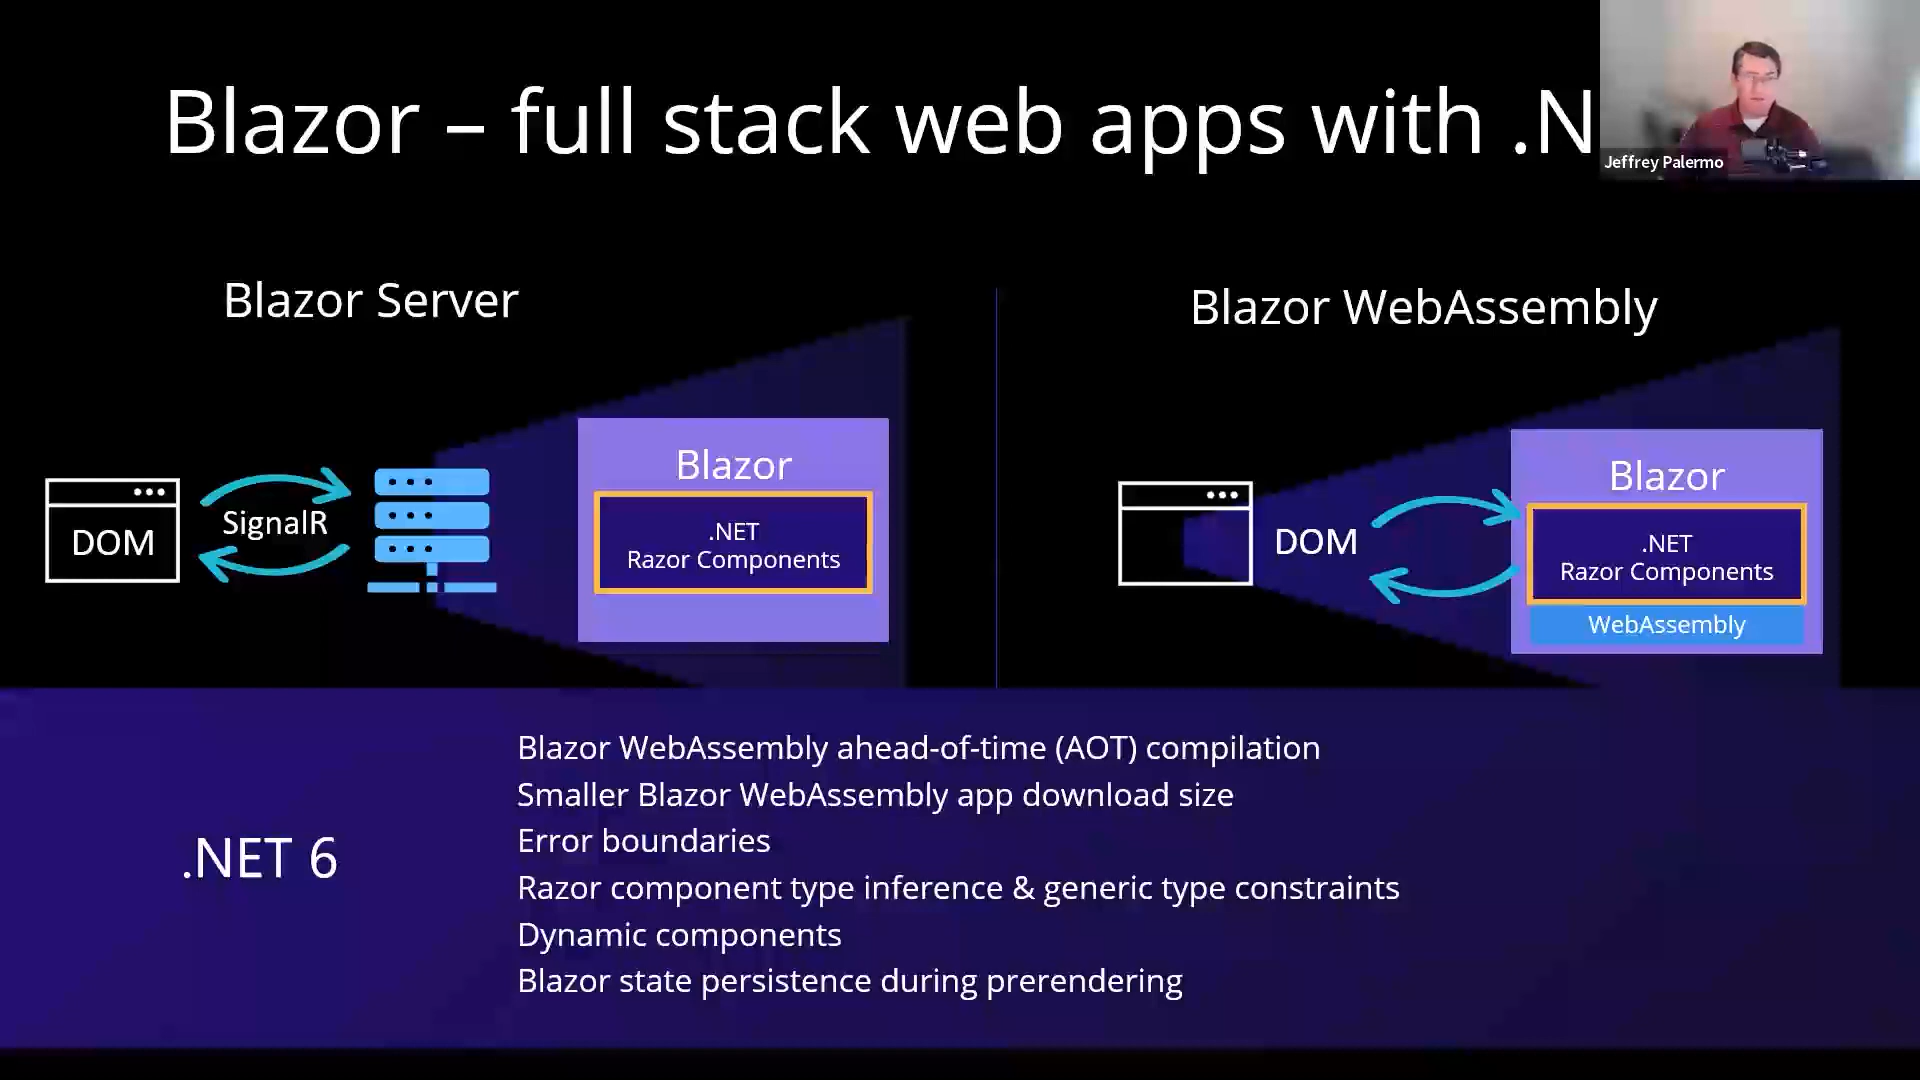 Blazor – full stack web apps with .N
Jeffrey Palermo
Blazor Server
DOM
SignalR
Blazor
.NET
Razor Components
Blazor WebAssembly
DOM
Blazor
.NET
Razor Components
WebAssembly
.NET 6
Blazor WebAssembly ahead-of-time (AOT) compilation
Smaller Blazor WebAssembly app download size
Error boundaries
Razor component type inference & generic type constraints
Dynamic components
Blazor state persistence during prerendering